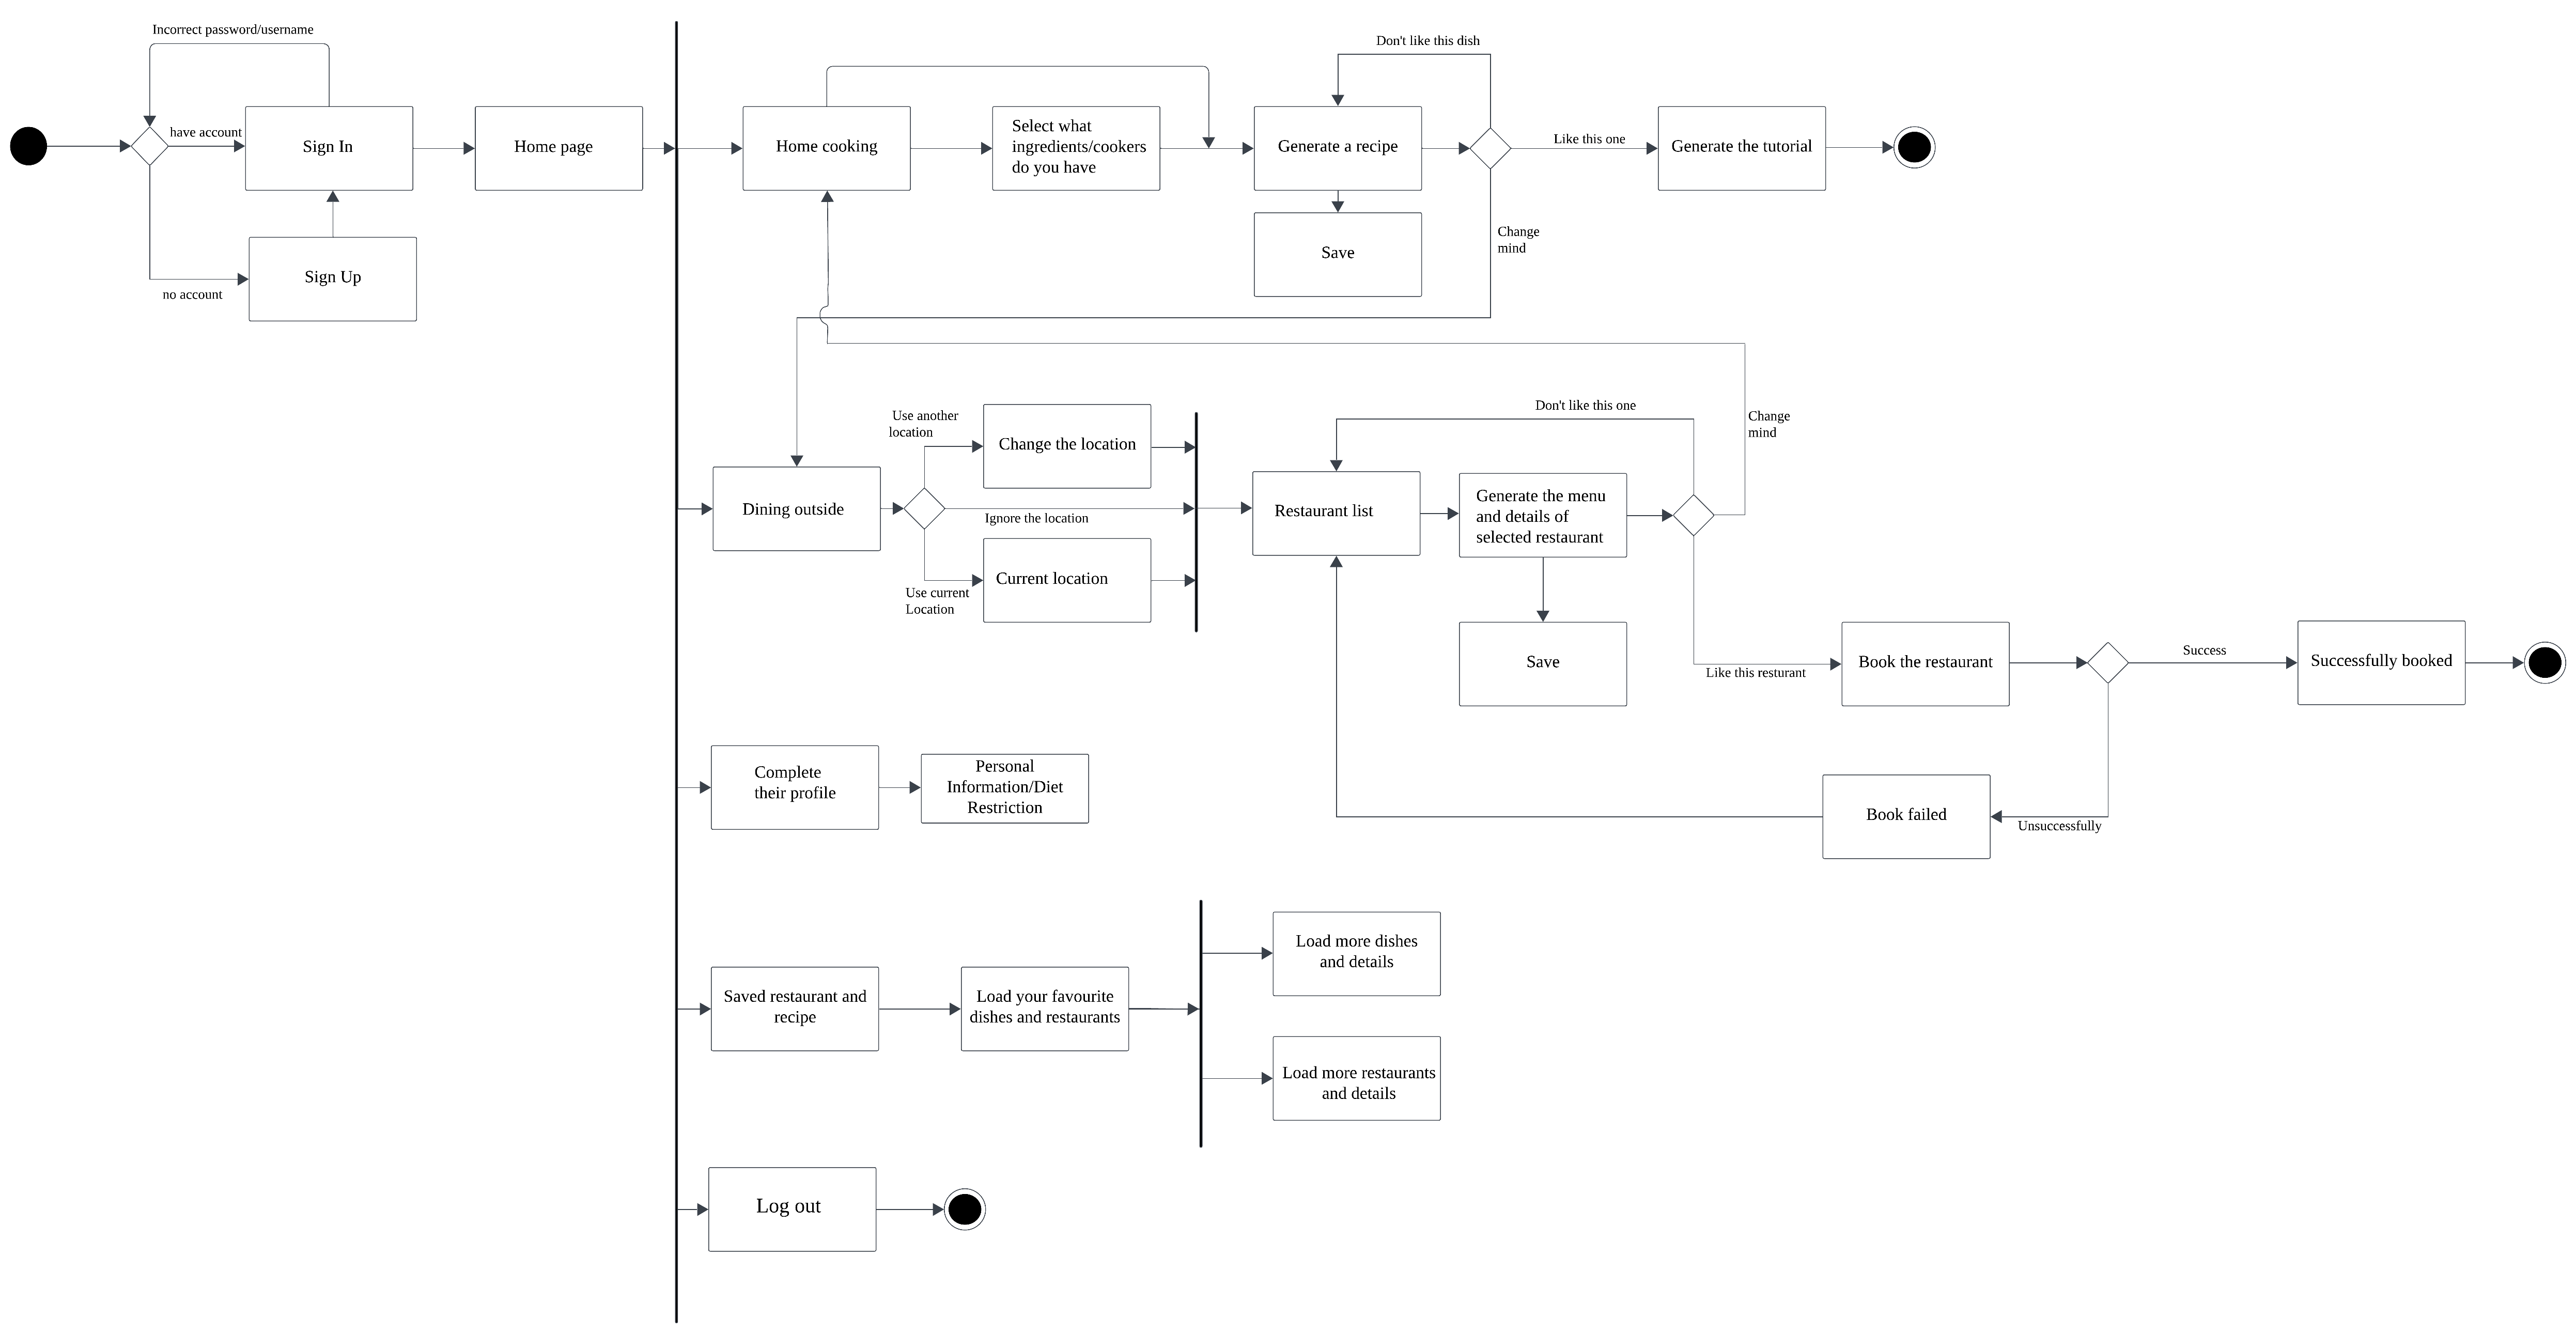 Incorrect password/username
have account
Sign In
Home page
no account
Sign Up
Home cooking
Select what
ingredients/cookers
do you have
Don't like this dish
Generate a recipe
Like this one
Generate the tutorial
Save
Change
mind
Use another
location
Change the location
Dining outside
Ignore the location
Use current
Location
Current location
Don't like this one
Change
mind
Restaurant list
Generate the menu
and details of
selected restaurant
Save
Like this resturant
Book the restaurant
Success
Successfully booked
Unsuccessfully
Book failed
Complete
their profile
Personal
Information/Diet
Restriction
Saved restaurant and
recipe
Load your favourite
dishes and restaurants
Load more dishes
and details
Load more restaurants
and details
Log out